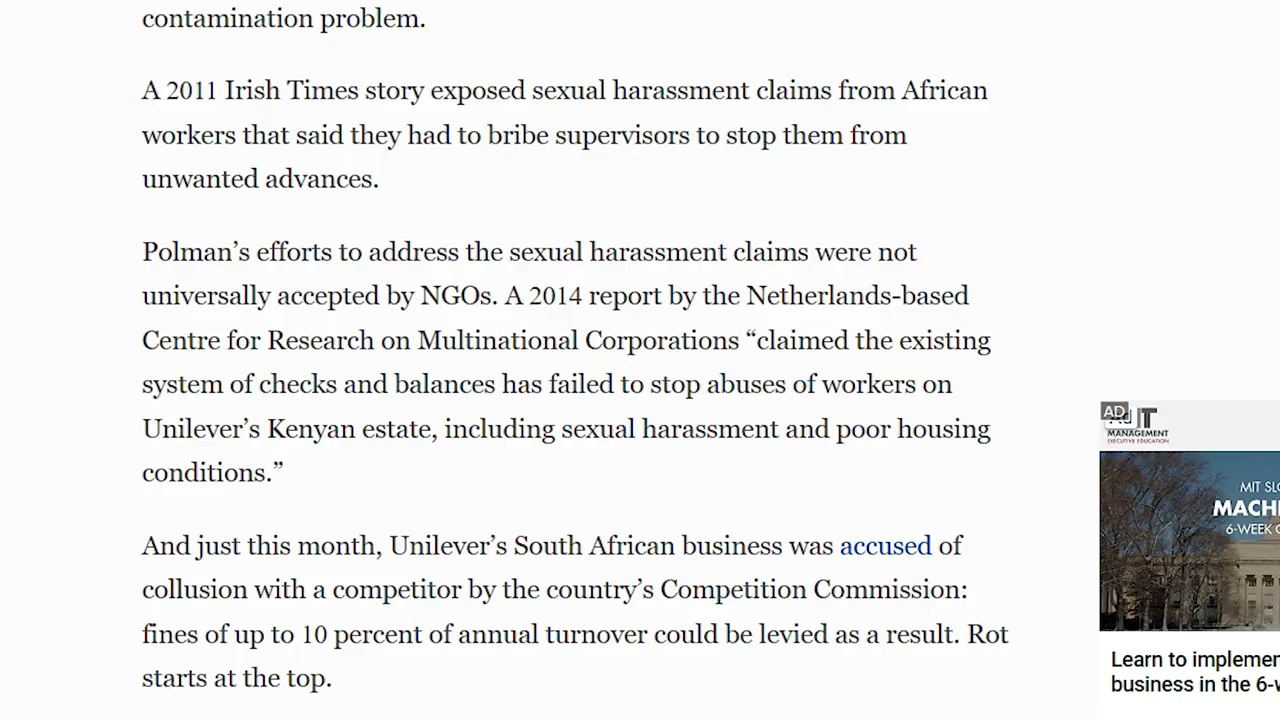 contamination problem.
A 2011 Irish Times story exposed sexual harassment claims from African
workers that said they had to bribe supervisors to stop them from
unwanted advances.
Polman’s efforts to address the sexual harassment claims were not
universally accepted by NGOs. A 2014 report by the Netherlands-based
Centre for Research on Multinational Corporations “claimed the existing
system of checks and balances has failed to stop abuses of workers on
Unilever’s Kenyan estate, including sexual harassment and poor housing
conditions.”
And just this month, Unilever’s South African business was accused of
collusion with a competitor by the country’s Competition Commission:
fines of up to 10 percent of annual turnover could be levied as a result. Rot
starts at the top.
AD
MANAGEMENT
EXECUTIVE EDUCATION
MIT SLO
MACHI
6-WEEK
Learn to implemen
business in the 6-w